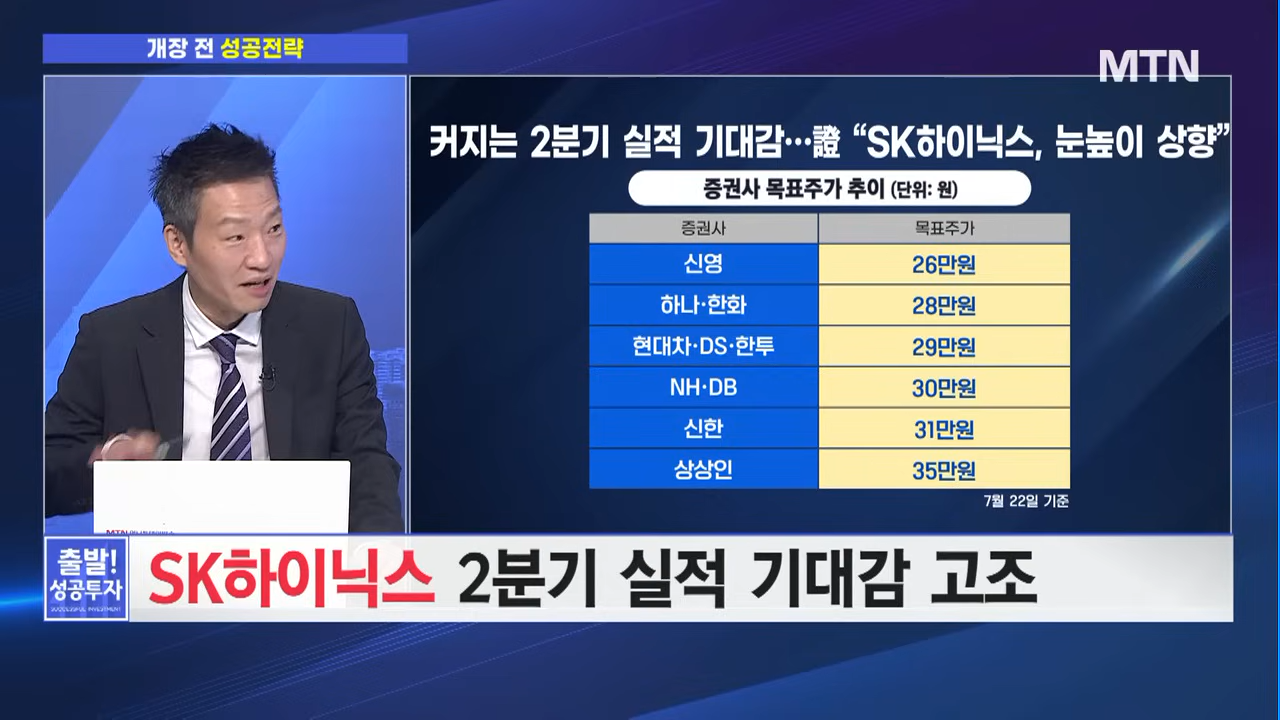 개장 전 성공전략
MTN
커지는 2분기 실적 기대감…證 “SK하이닉스, 눈높이 상향”
증권사 목표주가 추이 (단위: 원)
증권사 목표주가
신영 26만원
하나·한화 28만원
현대차·DS·한투 29만원
NH·DB 30만원
신한 31만원
상상인 35만원
7월 22일 기준
MTN
출발!
성공투자
SUCCESSFUL INVESTMENT
SK하이닉스 2분기 실적 기대감 고조